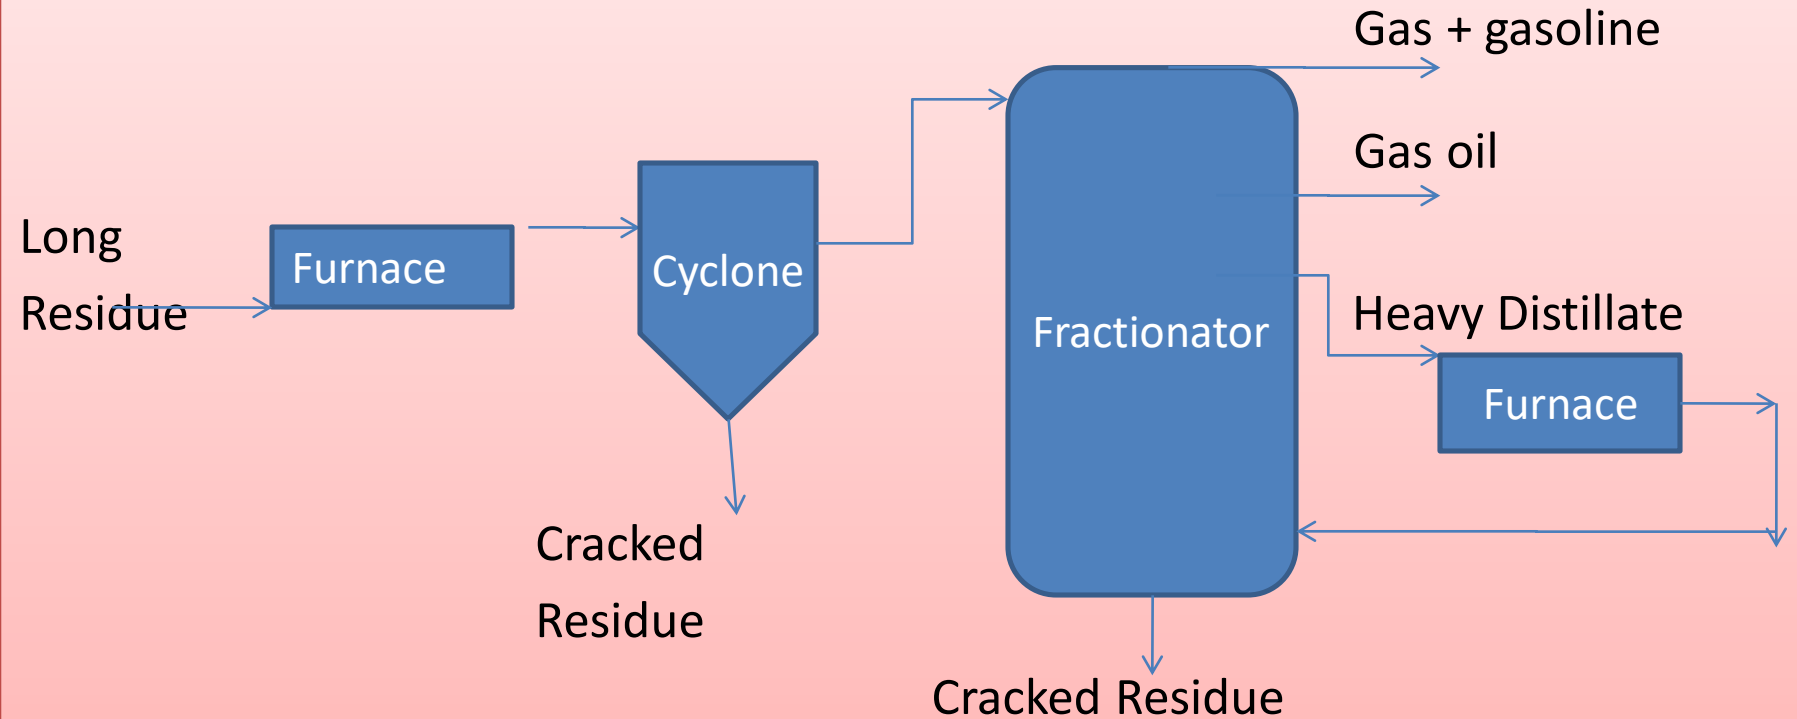 Gas + gasoline
Gas oil
Long
Residue
Furnace
Cyclone
Fractionator
Heavy Distillate
Furnace
Cracked
Residue
Cracked Residue